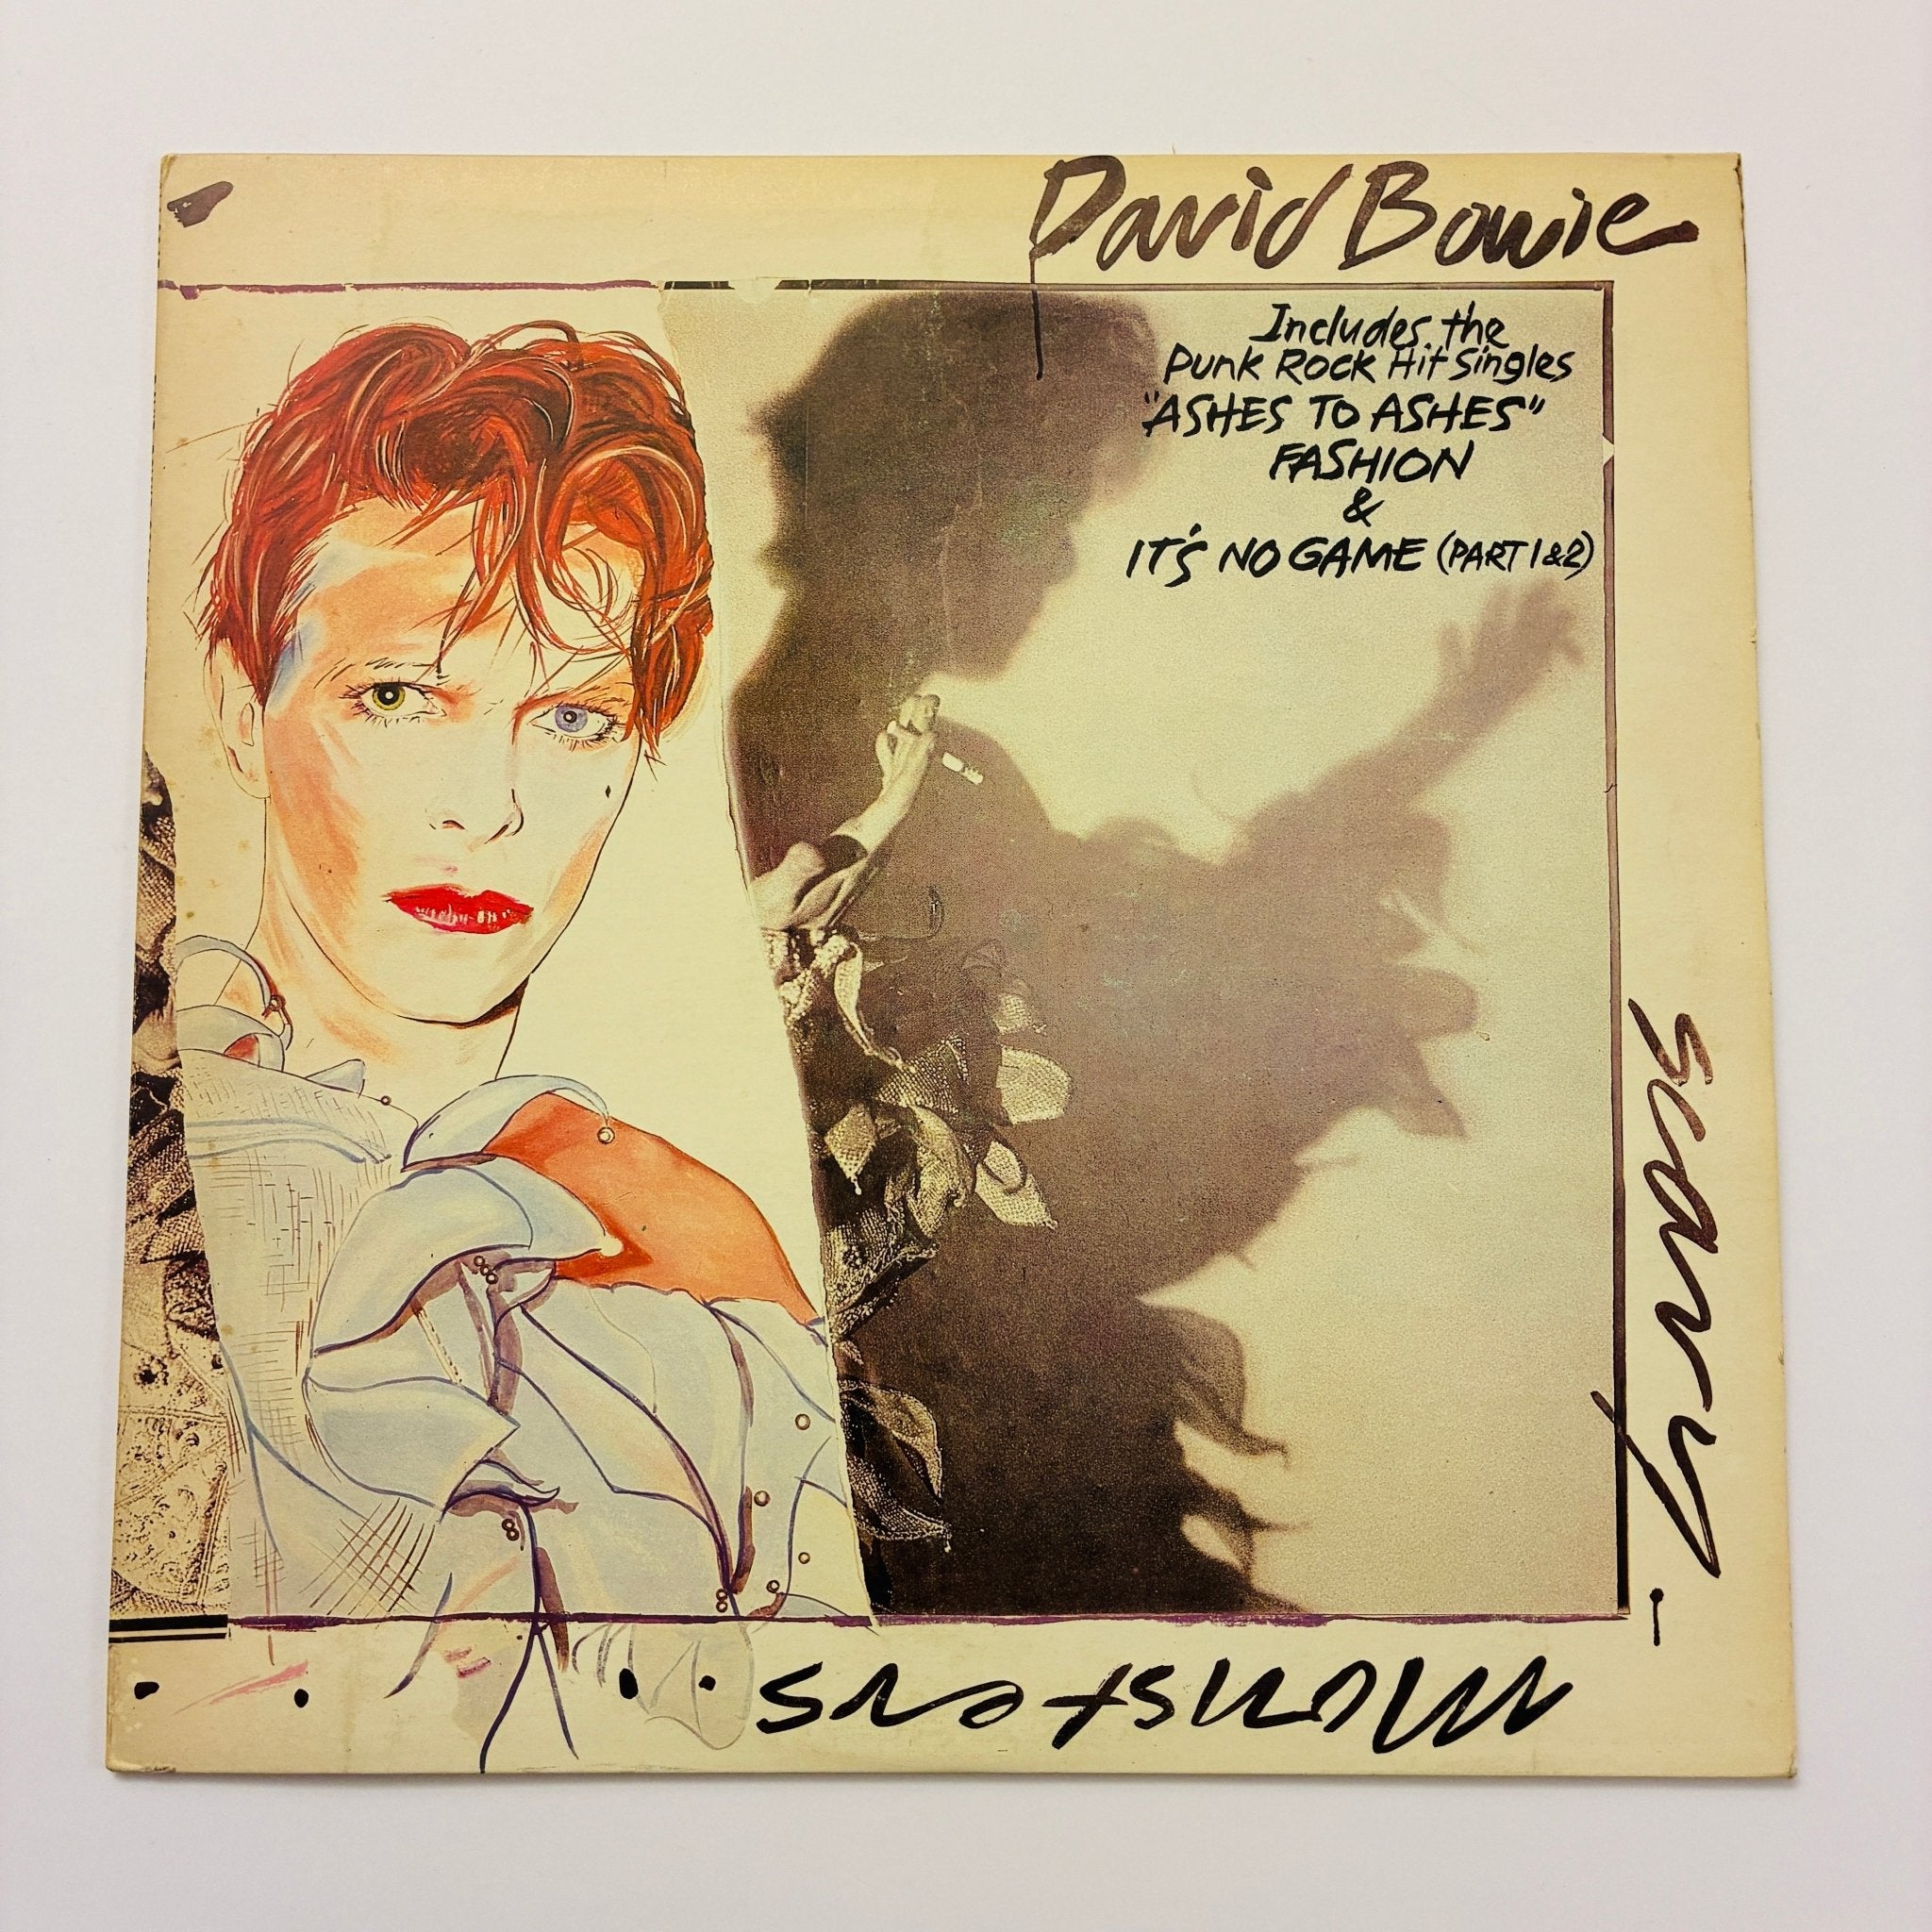 David Bowie
Includes the
Punk Rock Hit Singles
"ASHES TO ASHES"
FASHION
&
IT'S NO GAME (PART 1 & 2)
scary
monsters